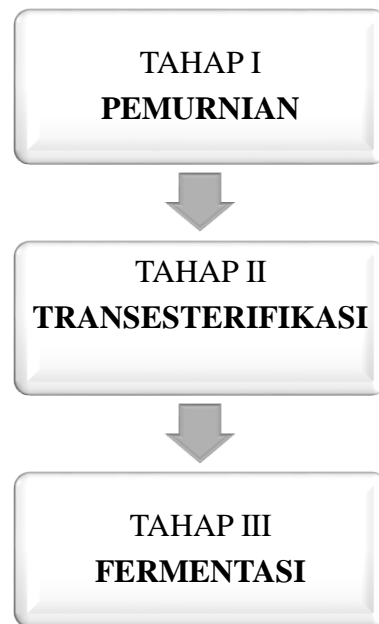 TAHAP I
PEMURNIAN
TAHAP II
TRANSESTERIFIKASI
TAHAP III
FERMENTASI